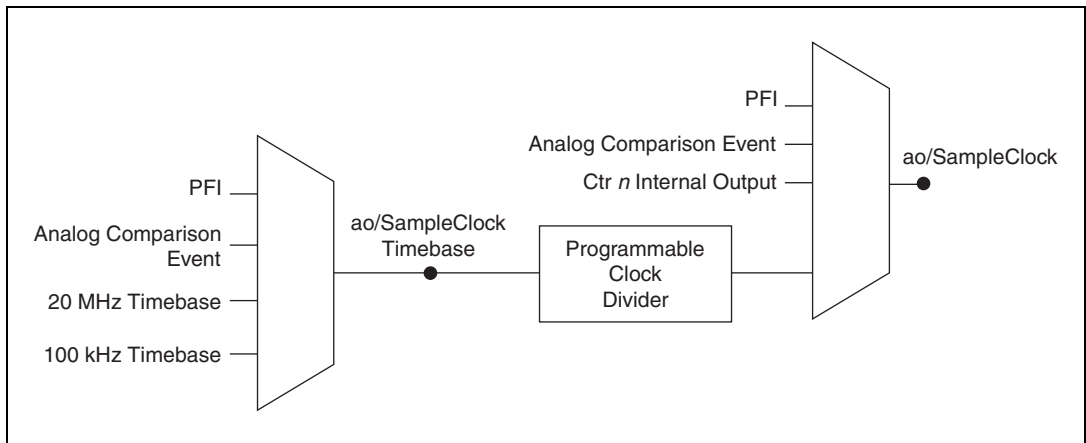 PFI
Analog Comparison
Event
20 MHz Timebase
100 kHz Timebase
ao/SampleClock
Timebase
Programmable
Clock
Divider
PFI
Analog Comparison Event
Ctr n Internal Output
ao/SampleClock